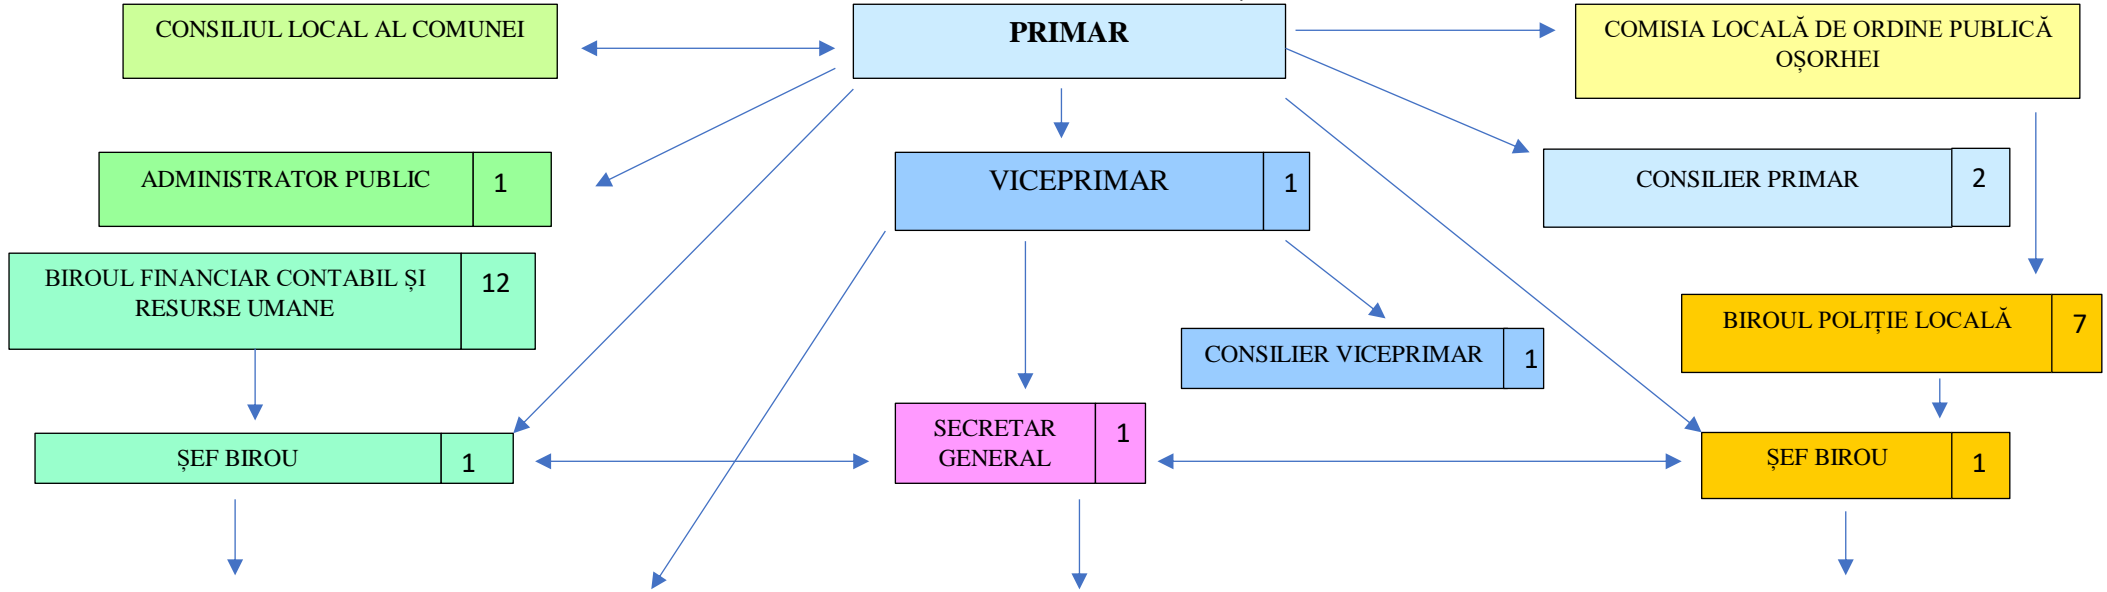 CONSILIUL LOCAL AL COMUNEI
PRIMAR
COMISIA LOCALĂ DE ORDINE PUBLICĂ
OȘORHEI
ADMINISTRATOR PUBLIC 1
VICEPRIMAR 1
CONSILIER PRIMAR 2
BIROUL FINANCIAR CONTABIL ȘI 12
RESURSE UMANE
BIROUL POLIȚIE LOCALĂ 7
CONSILIER VICEPRIMAR 1
ȘEF BIROU 1
SECRETAR 1
GENERAL
ȘEF BIROU 1